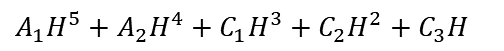 A₁H⁵ + A₂H⁴ + C₁H³ + C₂H² + C₃H